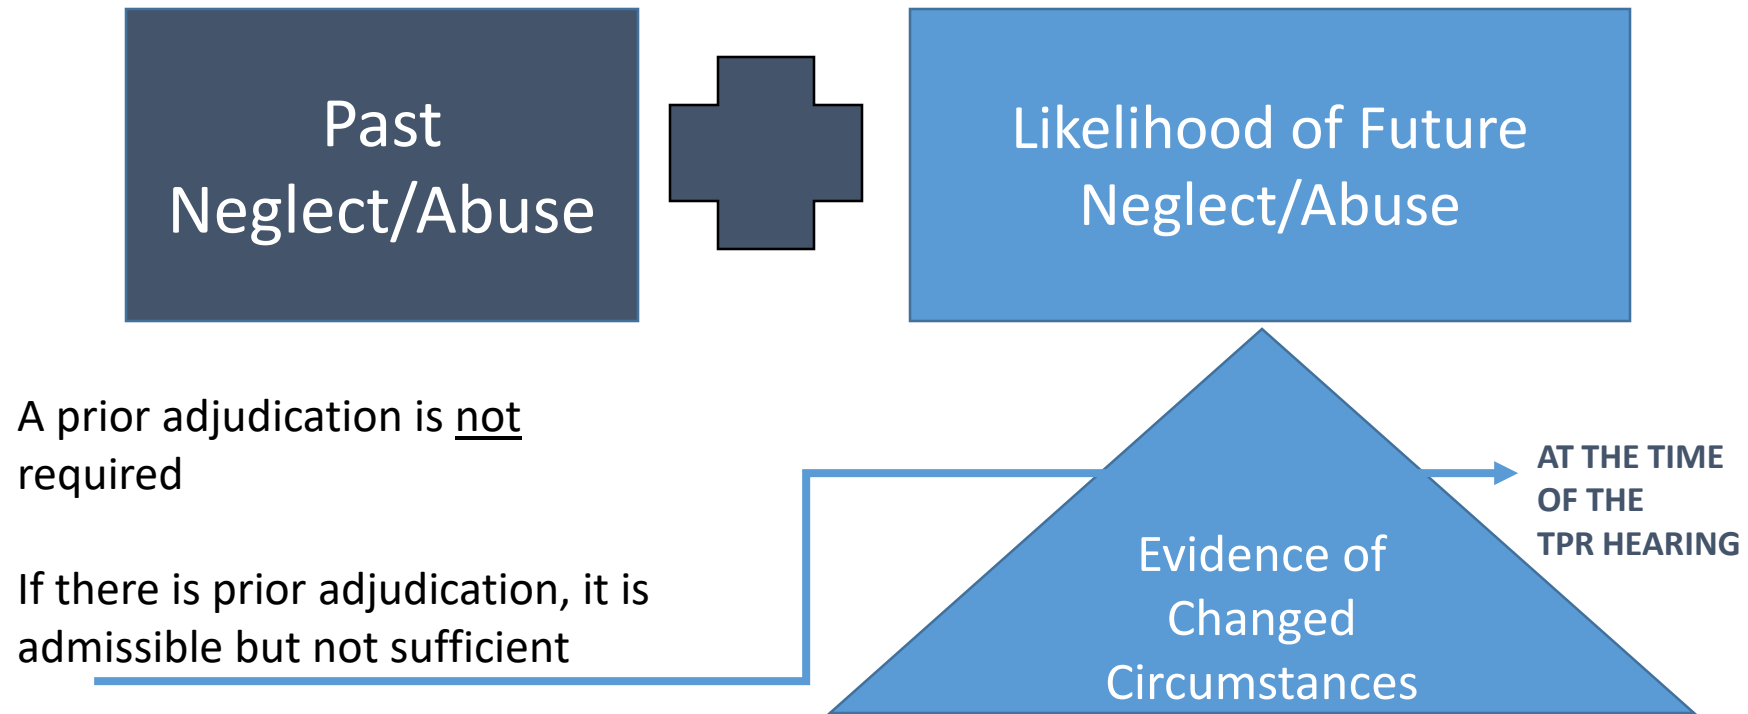 Past
Neglect/Abuse
Likelihood of Future
Neglect/Abuse
A prior adjudication is not
required
If there is prior adjudication, it is
admissible but not sufficient
Evidence of
Changed
Circumstances
AT THE TIME
OF THE
TPR HEARING